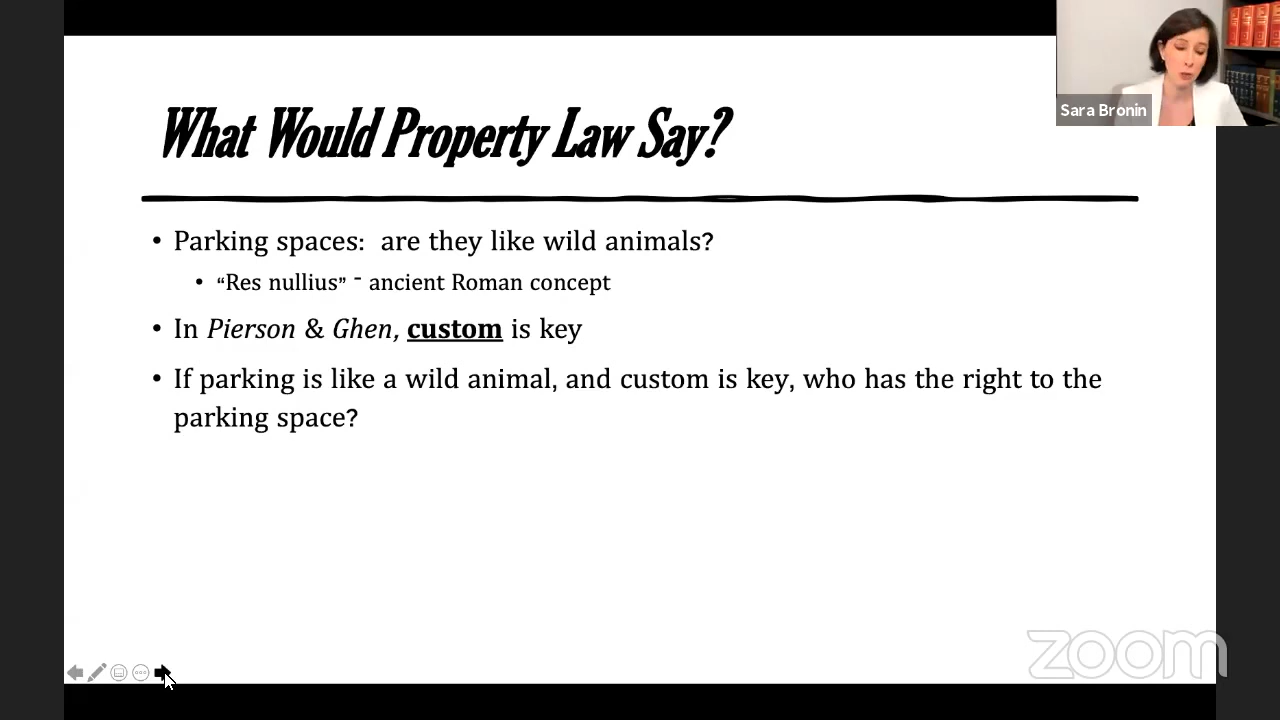 Sara Bronin
What Would Property Law Say?
• Parking spaces:  are they like wild animals?
• “Res nullius” - ancient Roman concept
• In Pierson & Ghen, custom is key
• If parking is like a wild animal, and custom is key, who has the right to the
parking space?
zoom